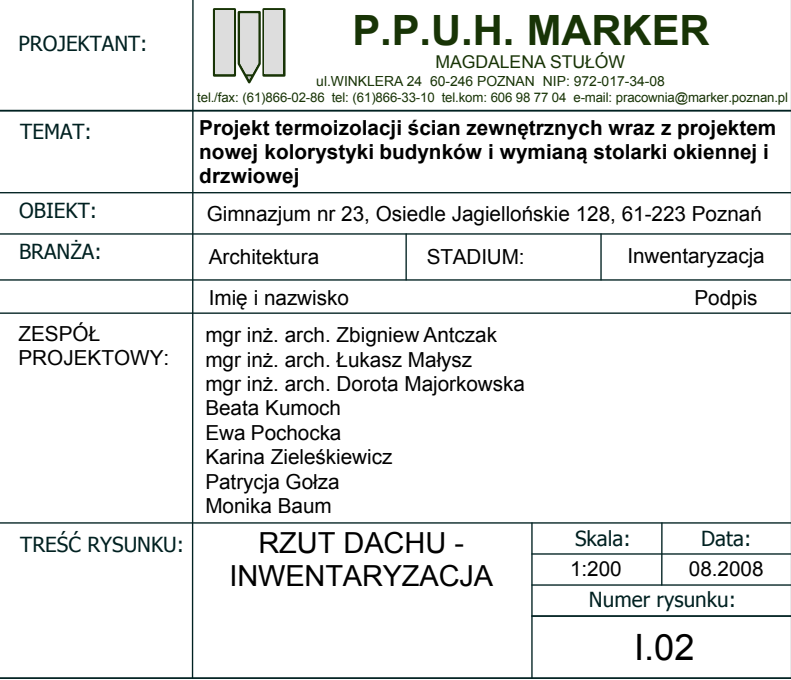 PROJEKTANT:
P.P.U.H. MARKER
MAGDALENA STUŁÓW
ul.WINKLERA 24 60-246 POZNAN NIP: 972-017-34-08
tel./fax: (61)866-02-86 tel: (61)866-33-10 tel.kom: 606 98 77 04 e-mail: pracownia@marker.poznan.pl
TEMAT:
Projekt termoizolacji ścian zewnętrznych wraz z projektem
nowej kolorystyki budynków i wymianą stolarki okiennej i
drzwiowej
OBIEKT:
Gimnazjum nr 23, Osiedle Jagiellońskie 128, 61-223 Poznań
BRANŻA:
Architektura
STADIUM:
Inwentaryzacja
Imię i nazwisko
Podpis
ZESPÓŁ
PROJEKTOWY:
mgr inż. arch. Zbigniew Antczak
mgr inż. arch. Łukasz Małysz
mgr inż. arch. Dorota Majorkowska
Beata Kumoch
Ewa Pochocka
Karina Zieleśkiewicz
Patrycja Gołza
Monika Baum
TREŚĆ RYSUNKU:
RZUT DACHU -
INWENTARYZACJA
Skala:
Data:
1:200
08.2008
Numer rysunku:
I.02